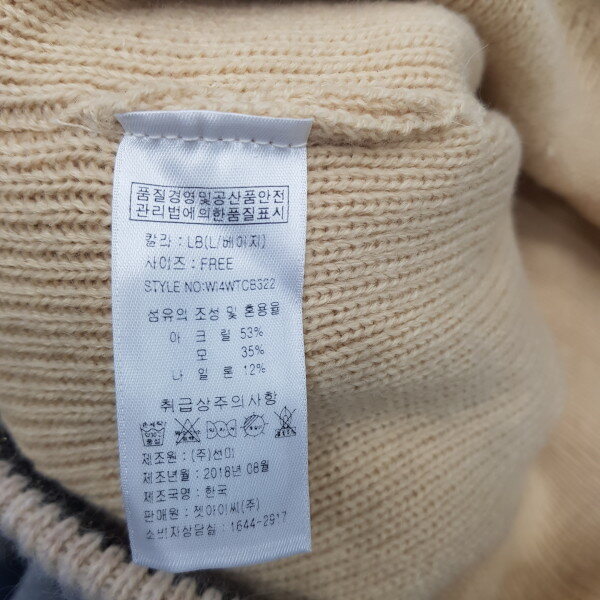 품질경영및공산품안전
관리법에의한품질표시
칼라 : LB(L/베이지)
사이즈 : FREE
STYLE NO:WI4WTCB322
섬유의 조성 및 혼용율
아 크 릴 53%
모 35%
나 일 론 12%
취급상주의사항
제조원 : (주)선미
제조년월 : 2018년 08월
제조국명 : 한국
판매원 : 젯아이씨(주)
소비자상담실 : 1644-2917